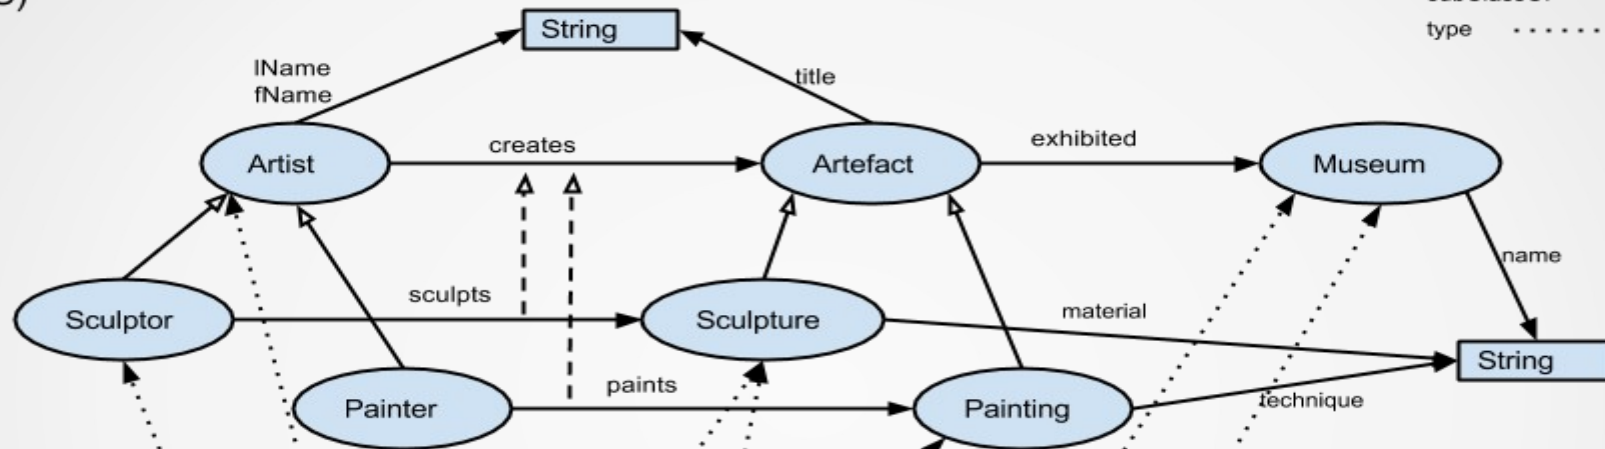 String
type
lName
fName
title
creates
exhibited
Artist
Artefact
Museum
name
sculpts
material
Sculptor
Sculpture
String
paints
technique
Painter
Painting